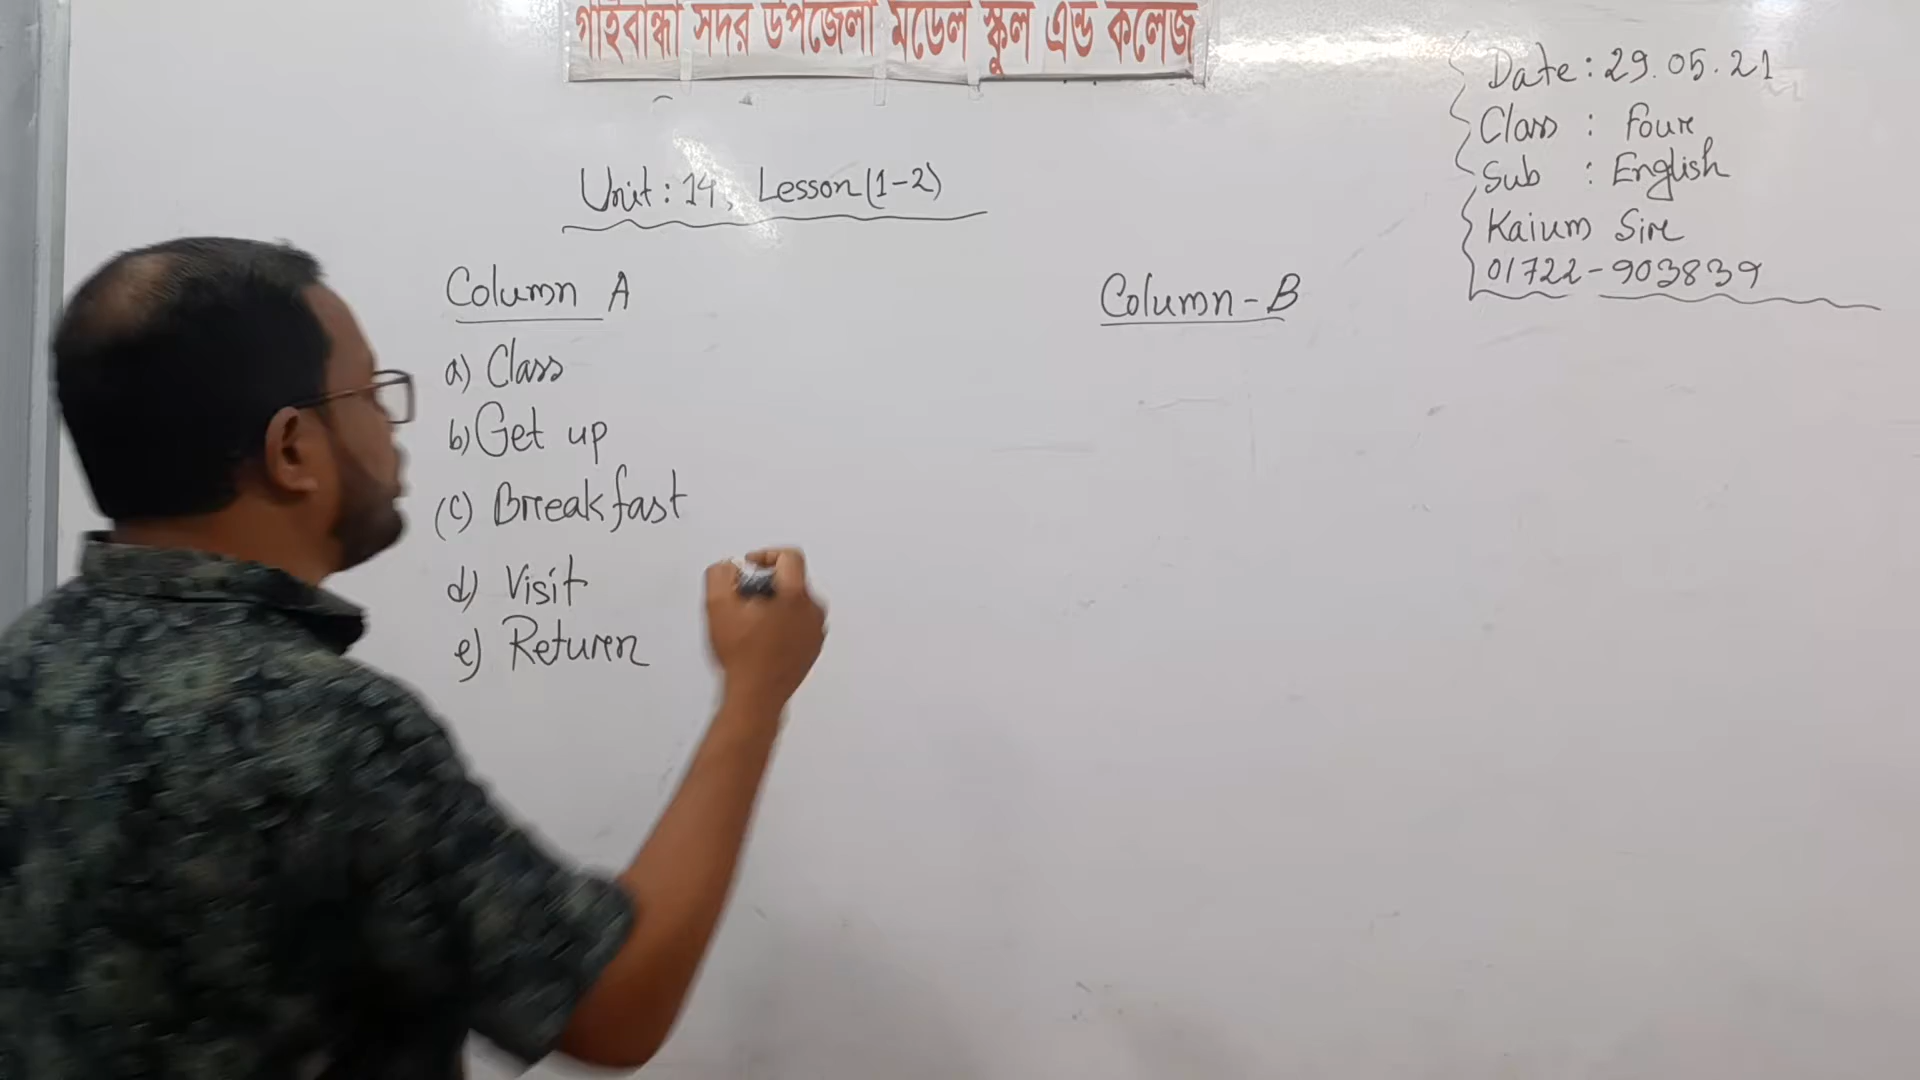 গাইবান্ধা সদর উপজেলা মডেল স্কুল এন্ড কলেজ
Date : 29.05.21
Class : Four
Sub : English
Kaium Sir
01722-903839
Unit : 14, Lesson (1-2)
Column A
a) Class
b) Get up
(c) Breakfast
d) Visit
e) Return
Column - B